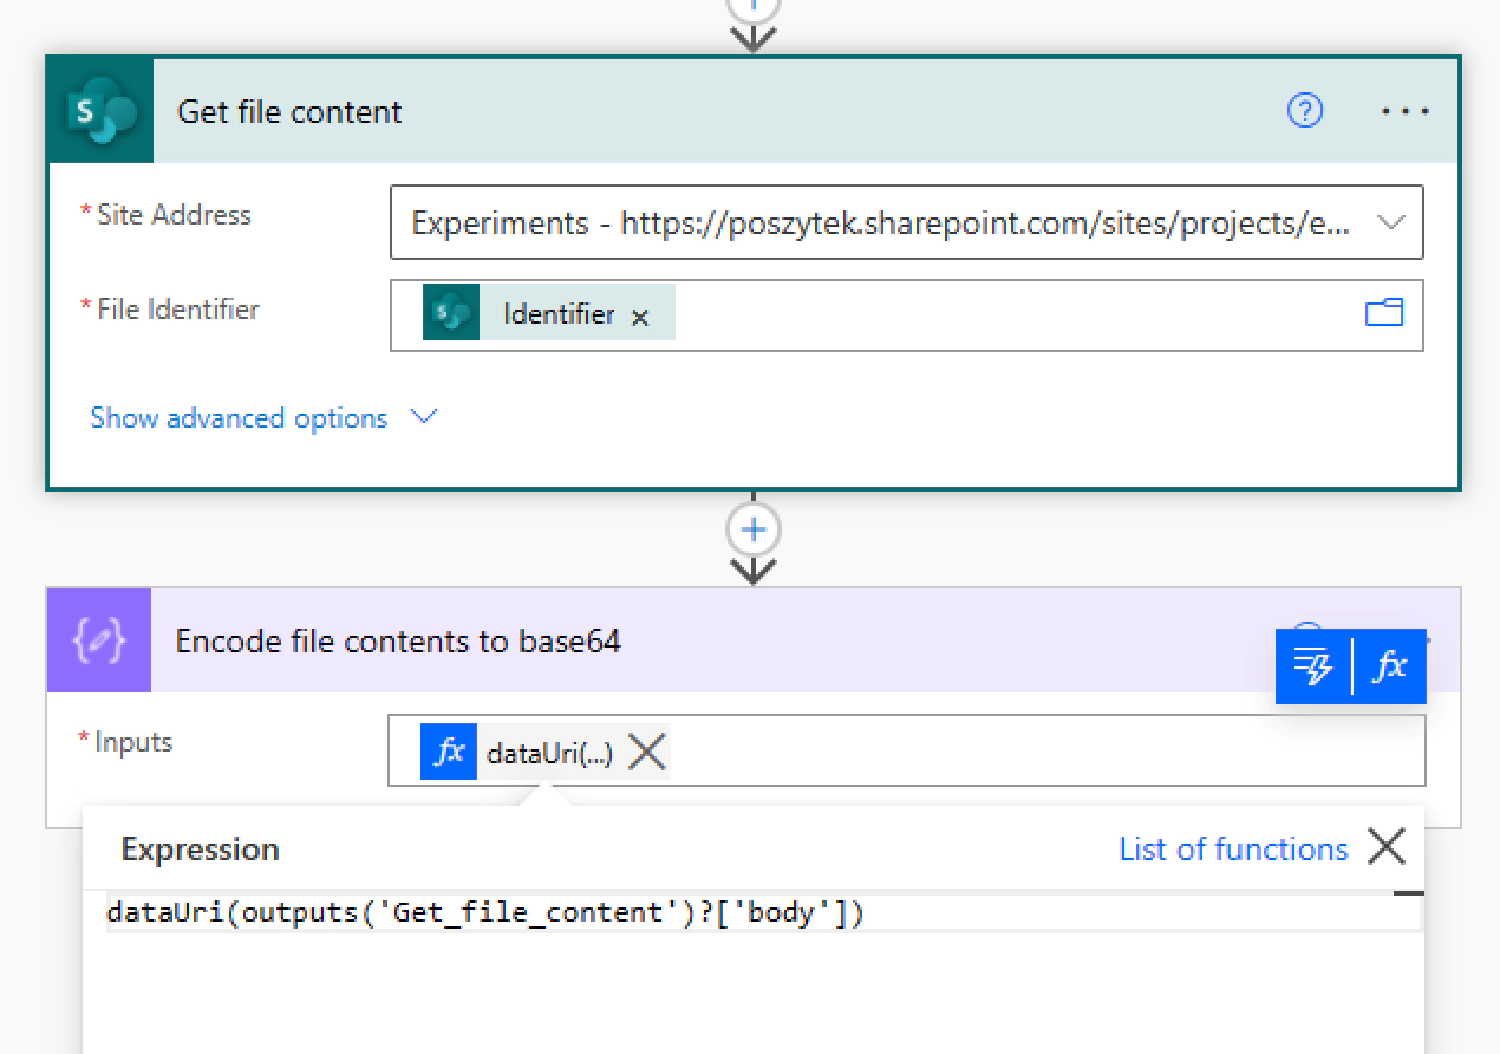 Get file content
* Site Address
Experiments - https://poszytek.sharepoint.com/sites/projects/e...
* File Identifier
S Identifier ×
Show advanced options
Encode file contents to base64
fx
* Inputs
fx dataUri(...)
Expression
List of functions
dataUri(outputs('Get_file_content')?['body'])